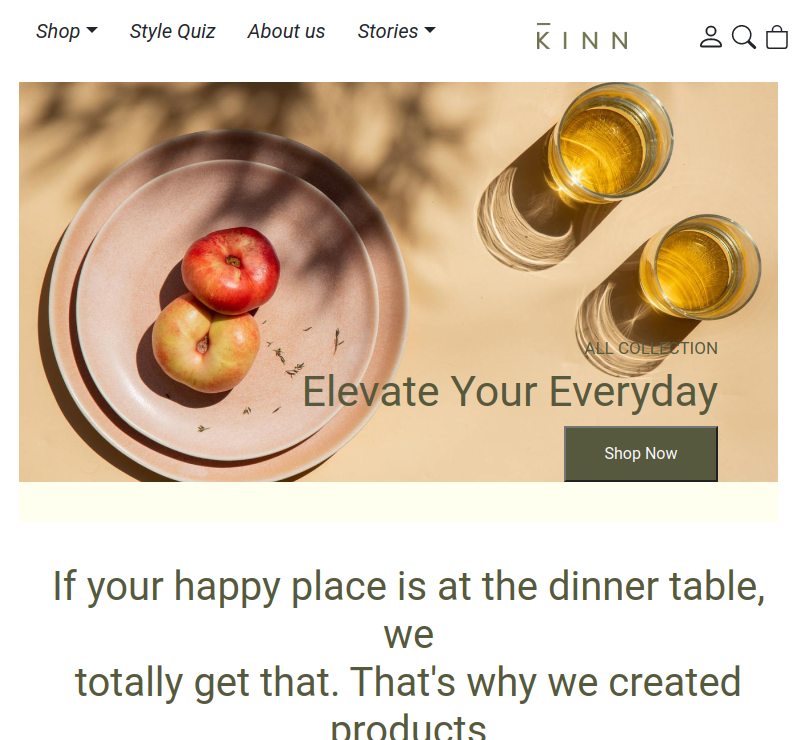 Shop Style Quiz About us Stories
KINN
ALL COLLECTION
Elevate Your Everyday
Shop Now
If your happy place is at the dinner table,
we
totally get that. That's why we created
products